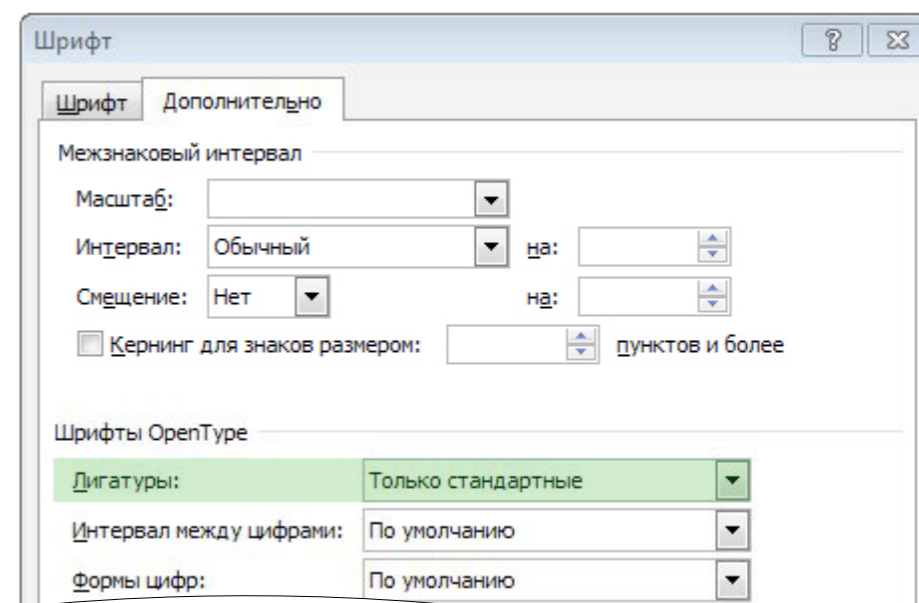 Шрифт
Шрифт Дополнительно
Межзнаковый интервал
Масштаб:
Интервал: Обычный на:
Смещение: Нет на:
Кернинг для знаков размером: пунктов и более
Шрифты OpenType
Лигатуры: Только стандартные
Интервал между цифрами: По умолчанию
Формы цифр: По умолчанию